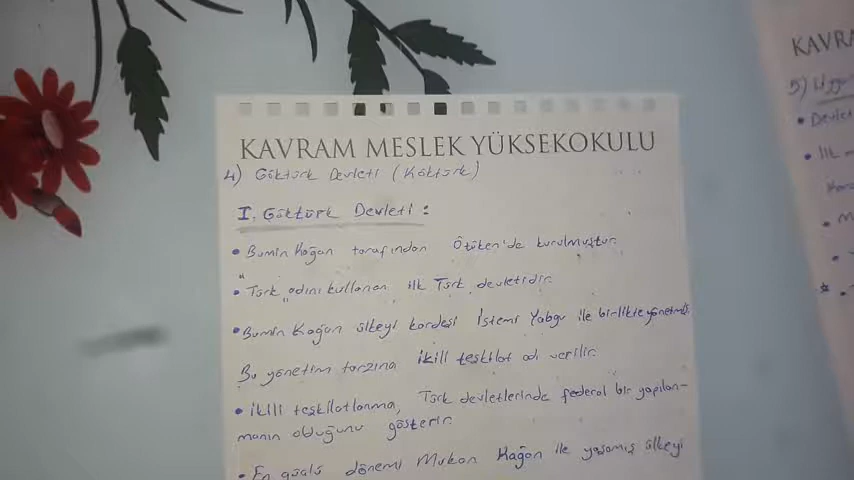 KAVRAM MESLEK YÜKSEKOKULU
4) Göktürk Devleti (Köktürk)
I. Göktürk Devleti:
• Bumin Kağan tarafından Ötüken'de kurulmuştur.
• "Türk" adını kullanan ilk Türk devletidir.
• Bumin Kağan ülkeyi kardeşi İstemi Yabgu ile birlikte yönetmiş.
Bu yönetim tarzına ikili teşkilat adı verilir.
• İkili teşkilatlanma, Türk devletlerinde federal bir yapılan-
manın olduğunu gösterir.
• En güçlü dönemi Mukan Kağan ile yaşamış ülkeyi
KAVRA
5) Uygu
• Devlet
• İlk